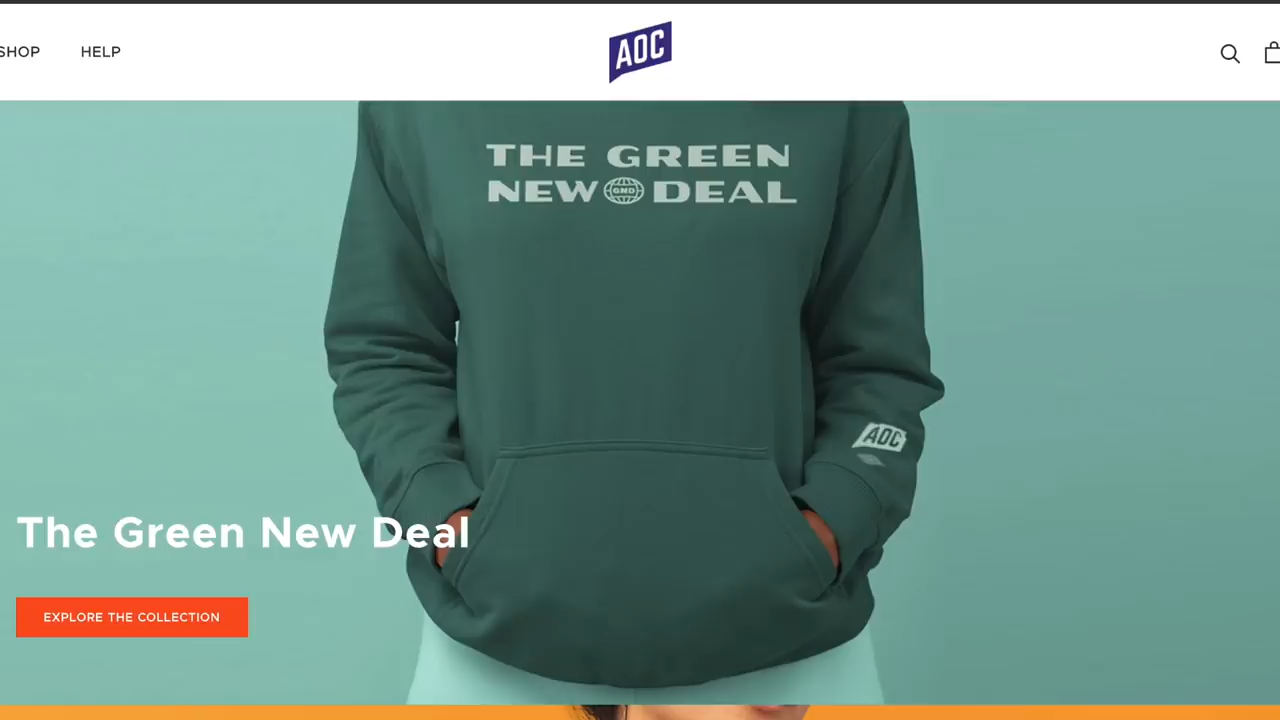 SHOP HELP
AOC
THE GREEN
NEW GND DEAL
AOC
The Green New Deal
EXPLORE THE COLLECTION